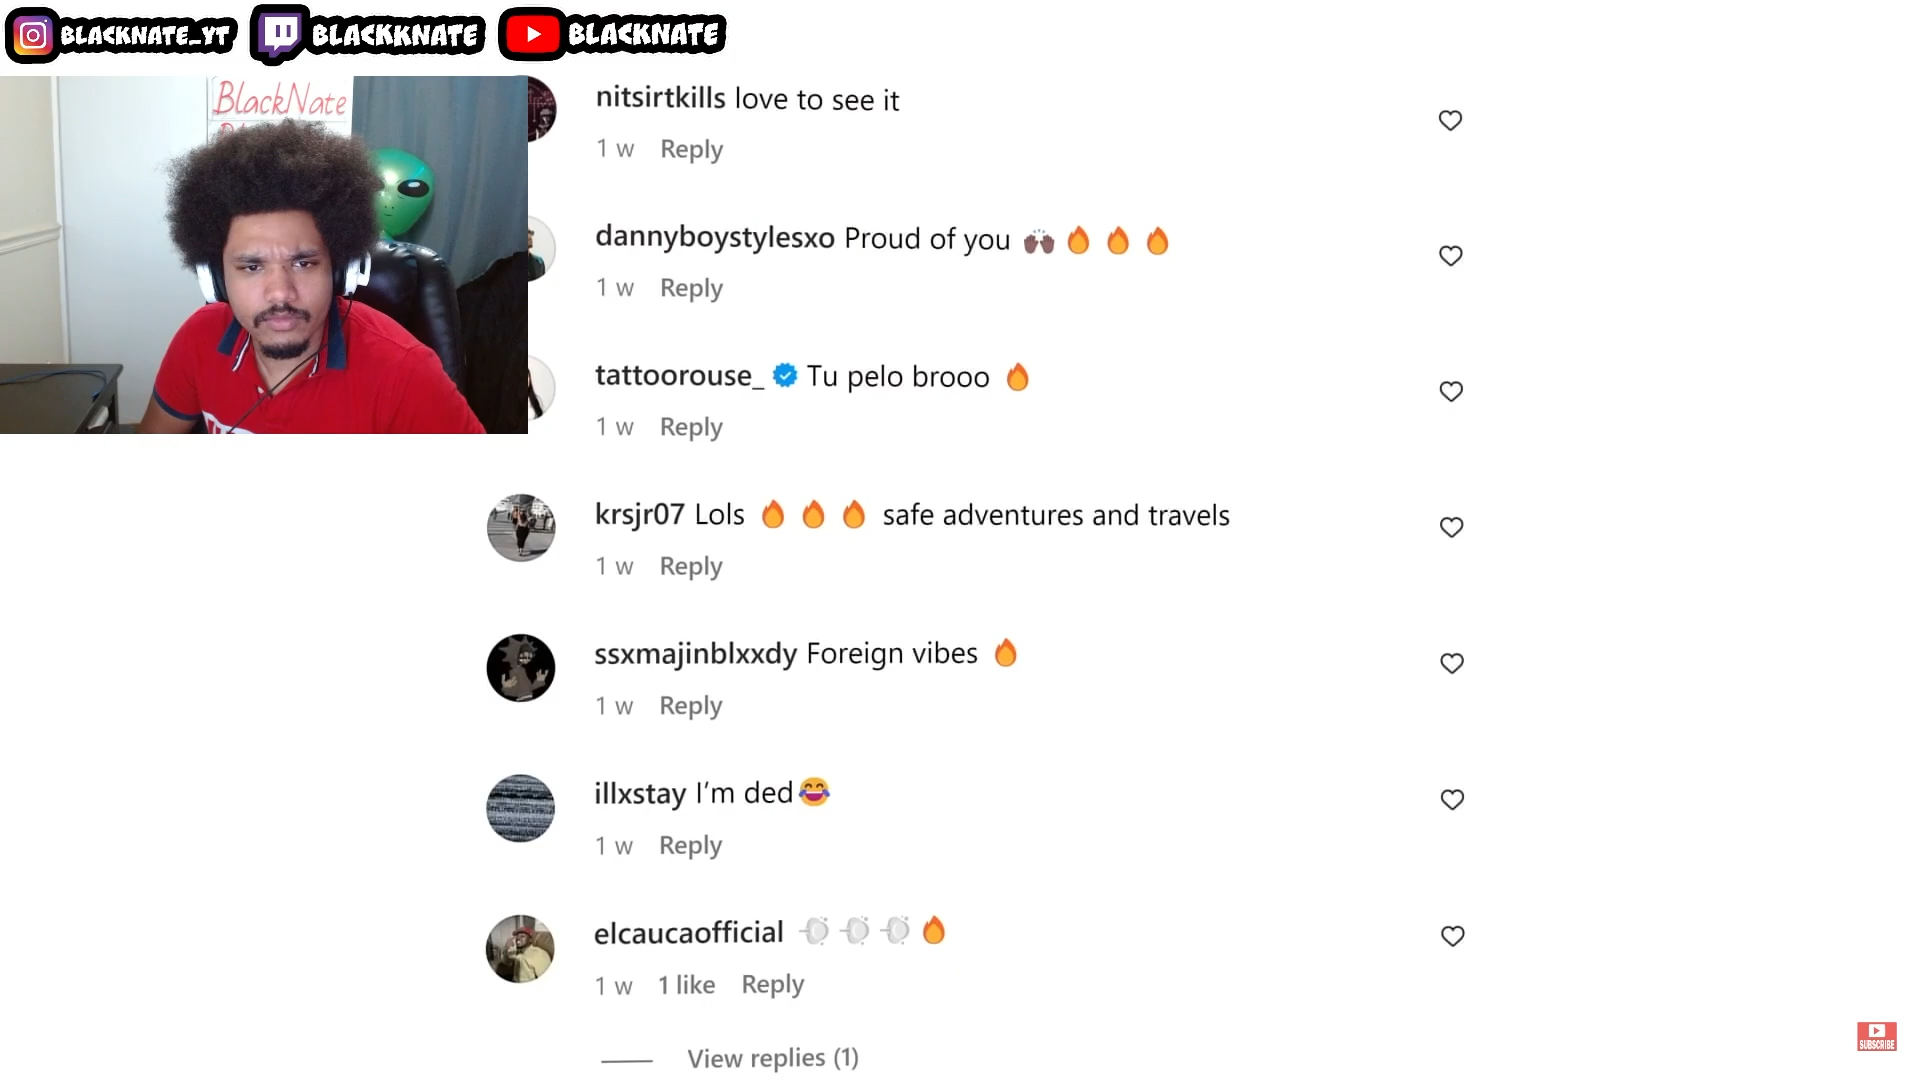 BLACKNATE_YT
BLACKKNATE
BLACKNATE
BlackNate
nitsirtkills love to see it
1 w Reply
dannyboystylesxo Proud of you 🙌🏿🔥🔥🔥
1 w Reply
tattoorouse_ Tu pelo brooo 🔥
1 w Reply
krsjr07 Lols 🔥🔥🔥 safe adventures and travels
1 w Reply
ssxmajinblxxdy Foreign vibes 🔥
1 w Reply
illxstay I’m ded😂
1 w Reply
elcaucaofficial 💨💨💨🔥
1 w 1 like Reply
View replies (1)
SUBSCRIBE